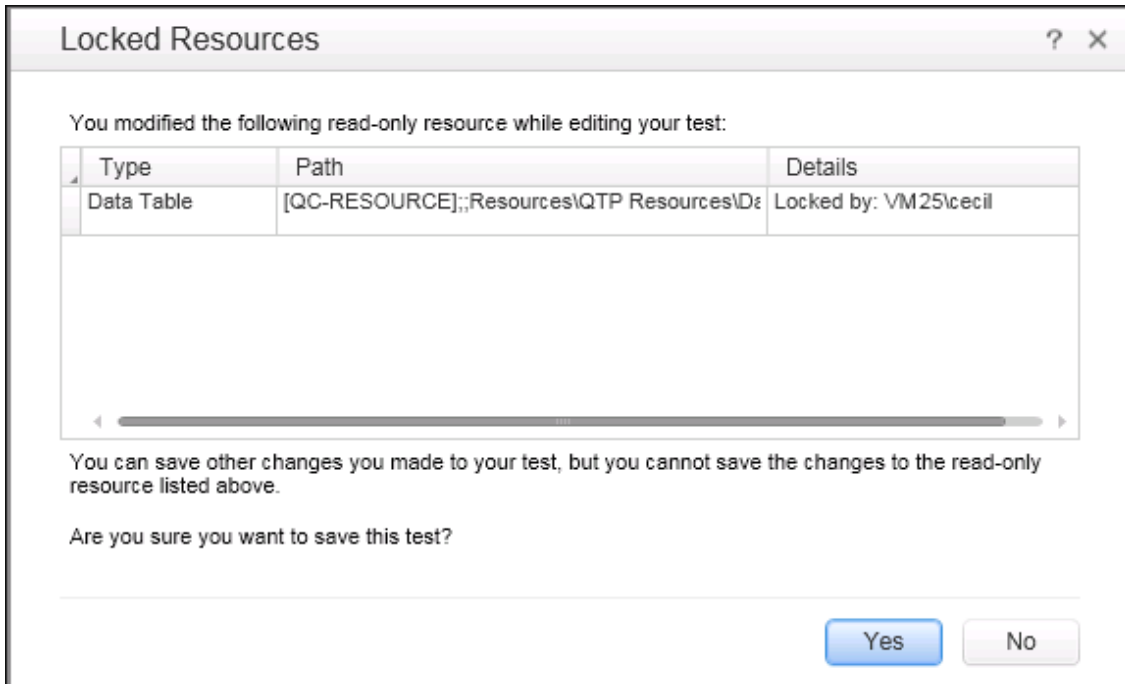 Locked Resources ? ×
You modified the following read-only resource while editing your test:
Type Path Details
Data Table [QC-RESOURCE];;Resources\QTP Resources\Da Locked by: VM25\cecil
You can save other changes you made to your test, but you cannot save the changes to the read-only
resource listed above.
Are you sure you want to save this test?
Yes No